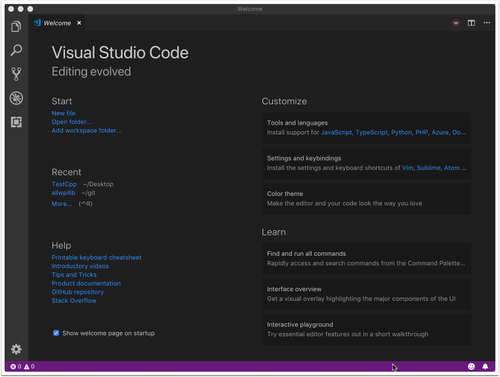 Welcome
Welcome
Visual Studio Code
Editing evolved
Start
New file
Open folder...
Add workspace folder...
Recent
TestCpp ~/Desktop
allwpilib ~/git
More... (^R)
Help
Printable keyboard cheatsheet
Introductory videos
Tips and Tricks
Product documentation
GitHub repository
Stack Overflow
Show welcome page on startup
Customize
Tools and languages
Install support for JavaScript, TypeScript, Python, PHP, Azure, Do...
Settings and keybindings
Install the settings and keyboard shortcuts of Vim, Sublime, Atom ...
Color theme
Make the editor and your code look the way you love
Learn
Find and run all commands
Rapidly access and search commands from the Command Palette...
Interface overview
Get a visual overlay highlighting the major components of the UI
Interactive playground
Try essential editor features out in a short walkthrough
0 0